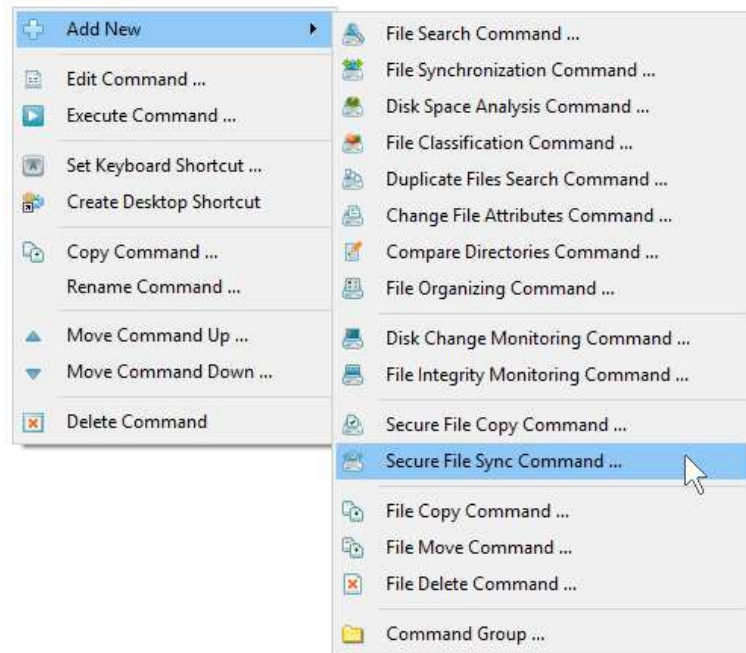 Add New
Edit Command ...
Execute Command ...
Set Keyboard Shortcut ...
Create Desktop Shortcut
Copy Command ...
Rename Command ...
Move Command Up ...
Move Command Down ...
Delete Command
File Search Command ...
File Synchronization Command ...
Disk Space Analysis Command ...
File Classification Command ...
Duplicate Files Search Command ...
Change File Attributes Command ...
Compare Directories Command ...
File Organizing Command ...
Disk Change Monitoring Command ...
File Integrity Monitoring Command ...
Secure File Copy Command ...
Secure File Sync Command ...
File Copy Command ...
File Move Command ...
File Delete Command ...
Command Group ...